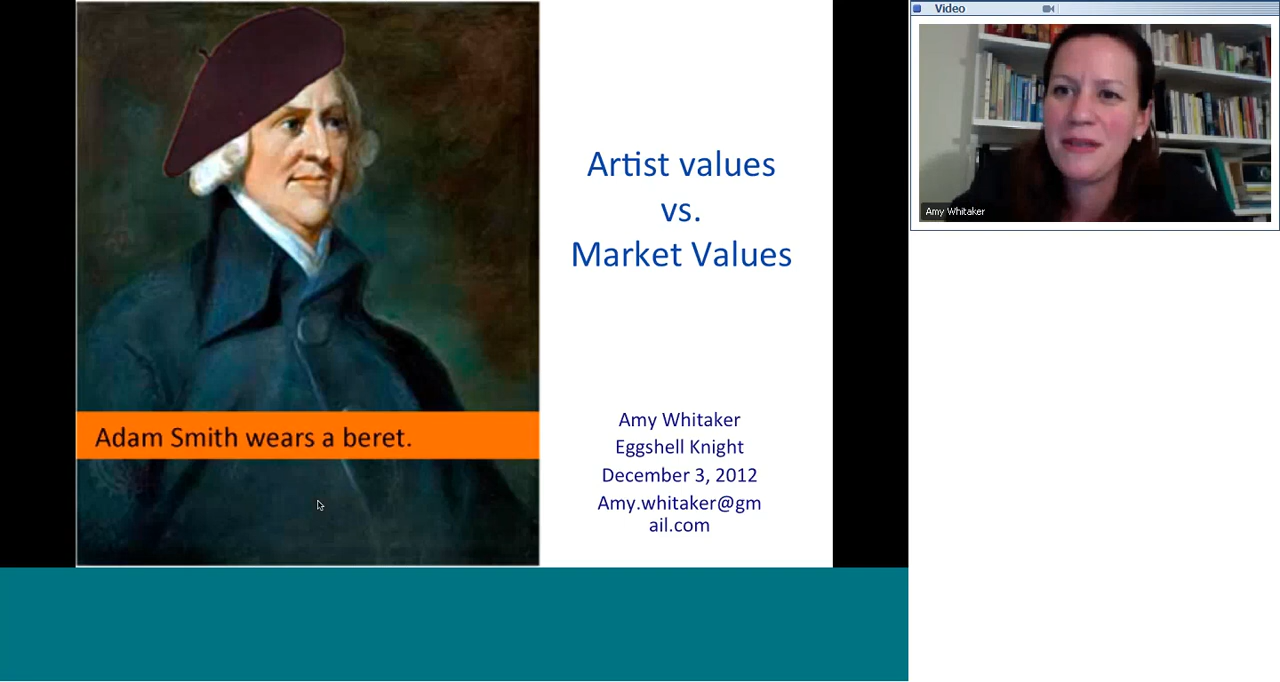 Video
Artist values
vs.
Market Values
Amy Whitaker
Adam Smith wears a beret.
Amy Whitaker
Eggshell Knight
December 3, 2012
Amy.whitaker@gm
ail.com